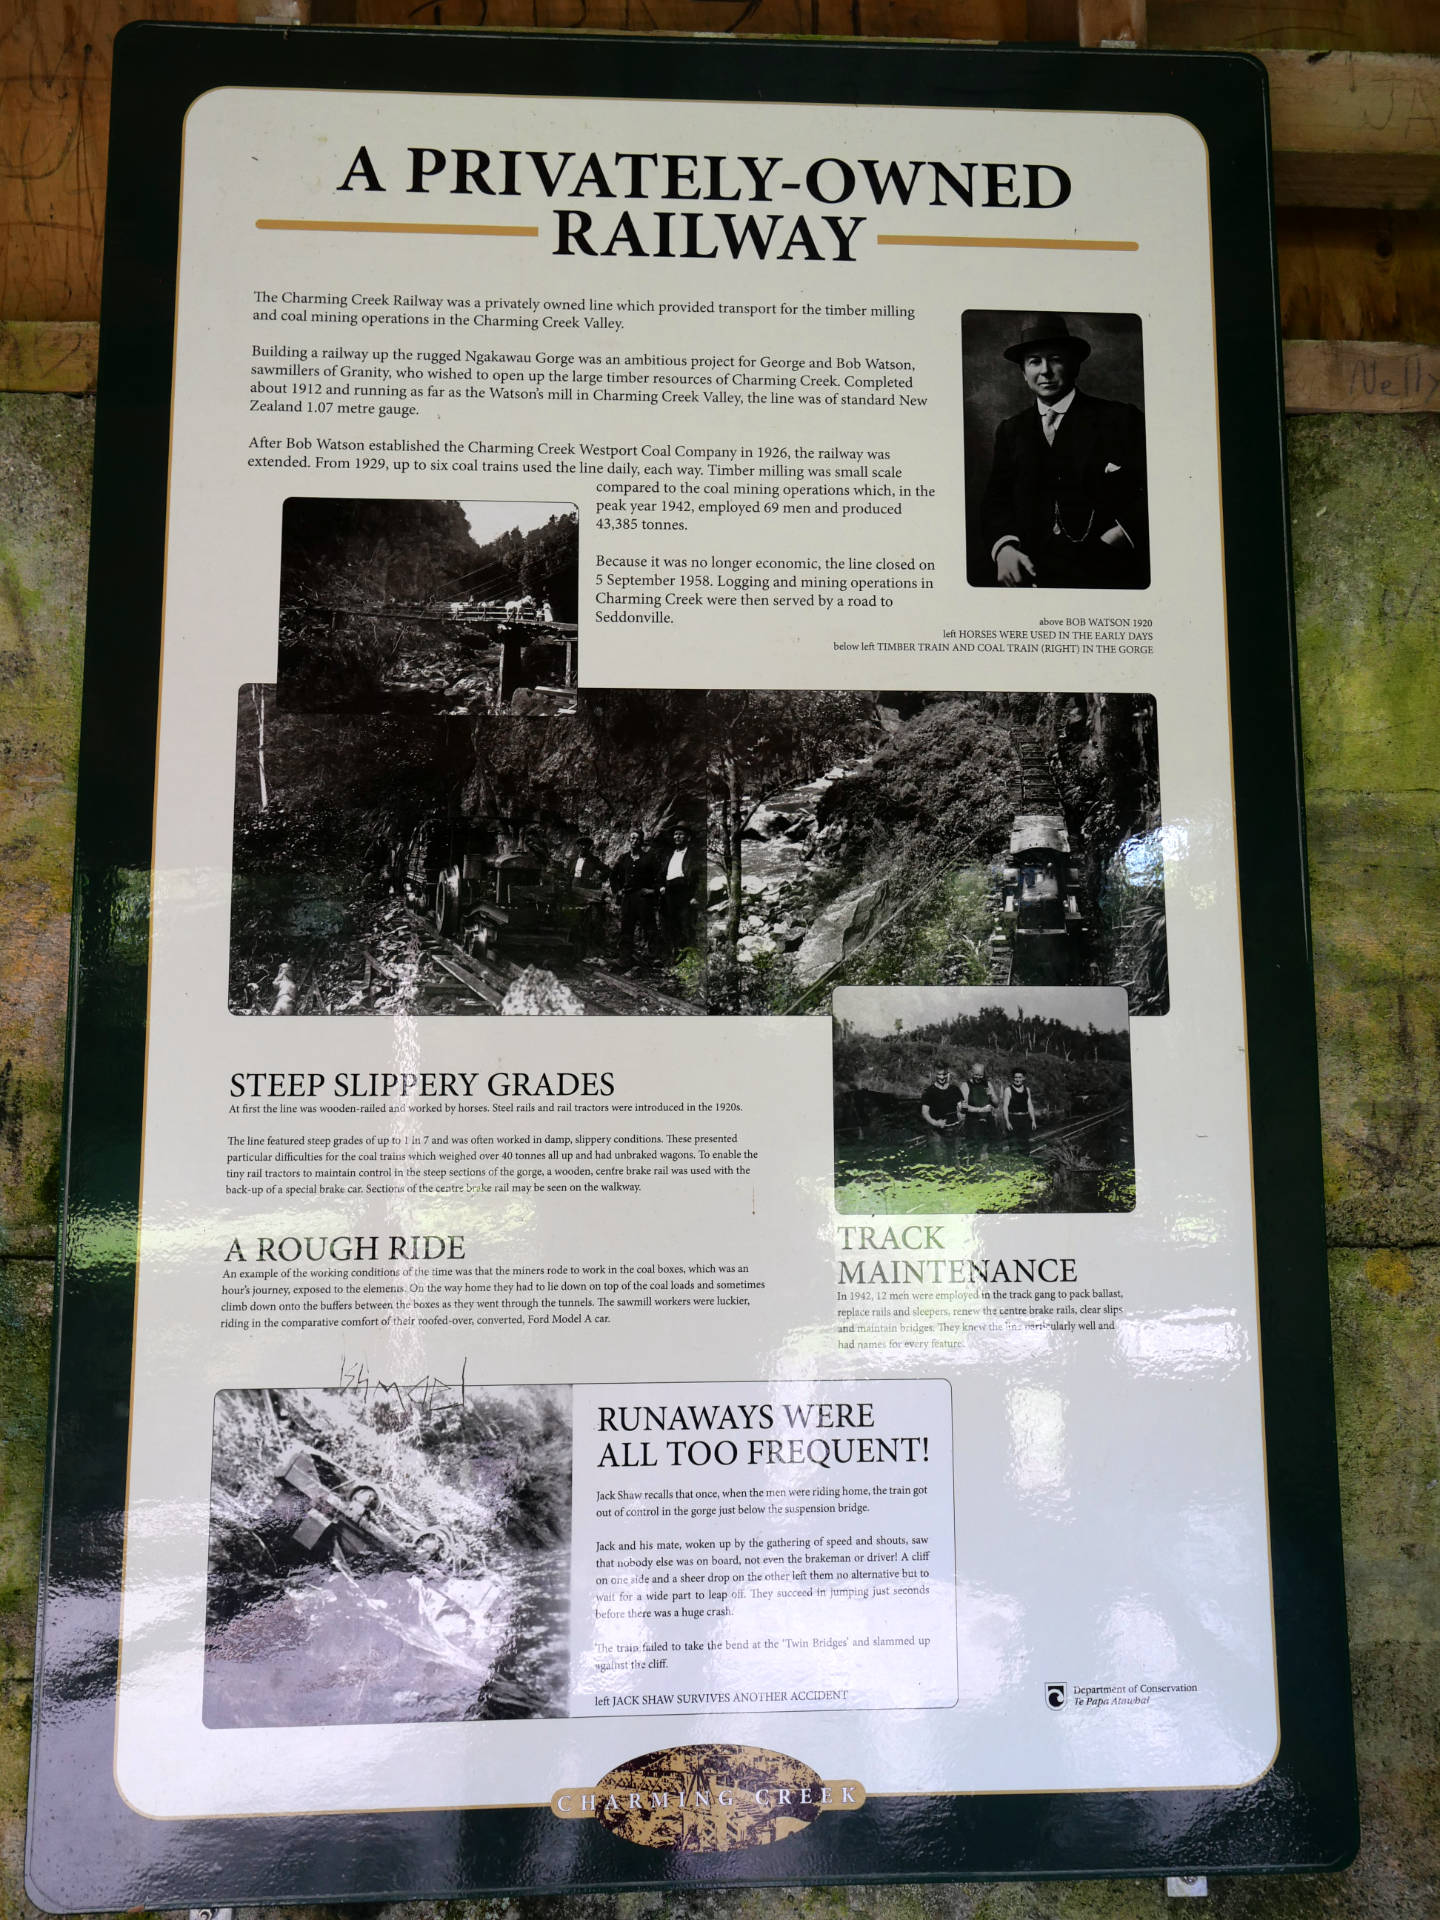 A PRIVATELY-OWNED
RAILWAY
The Charming Creek Railway was a privately owned line which provided transport for the timber milling
and coal mining operations in the Charming Creek Valley.
Building a railway up the rugged Ngakawau Gorge was an ambitious project for George and Bob Watson,
sawmillers of Granity, who wished to open up the large timber resources of Charming Creek. Completed
about 1912 and running as far as the Watson's mill in Charming Creek Valley, the line was of standard New
Zealand 1.07 metre gauge.
After Bob Watson established the Charming Creek Westport Coal Company in 1926, the railway was
extended. From 1929, up to six coal trains used the line daily, each way. Timber milling was small scale
compared to the coal mining operations which, in the
peak year 1942, employed 69 men and produced
43,385 tonnes.
Because it was no longer economic, the line closed on
5 September 1958. Logging and mining operations in
Charming Creek were then served by a road to
Seddonville.
above BOB WATSON 1920
left HORSES WERE USED IN THE EARLY DAYS
below left TIMBER TRAIN AND COAL TRAIN (RIGHT) IN THE GORGE
STEEP SLIPPERY GRADES
At first the line was wooden-railed and worked by horses. Steel rails and rail tractors were introduced in the 1920s.
The line featured steep grades of up to 1 in 7 and was often worked in damp, slippery conditions. These presented
particular difficulties for the coal trains which weighed over 40 tonnes all up and had unbraked wagons. To enable the
tiny rail tractors to maintain control in the steep sections of the gorge, a wooden, centre brake rail was used with the
back-up of a special brake car. Sections of the centre brake rail may be seen on the walkway.
A ROUGH RIDE
An example of the working conditions of the time was that the miners rode to work in the coal boxes, which was an
hour's journey, exposed to the elements. On the way home they had to lie down on top of the coal loads and sometimes
climb down onto the buffers between the boxes as they went through the tunnels. The sawmill workers were luckier,
riding in the comparative comfort of their roofed-over, converted, Ford Model A car.
TRACK
MAINTENANCE
In 1942, 12 men were employed in the track gang to pack ballast,
replace rails and sleepers, renew the centre brake rails, clear slips
and maintain bridges. They knew the line particularly well and
had names for every feature.
RUNAWAYS WERE
ALL TOO FREQUENT!
Jack Shaw recalls that once, when the men were riding home, the train got
out of control in the gorge just below the suspension bridge.
Jack and his mate, woken up by the gathering of speed and shouts, saw
that nobody else was on board, not even the brakeman or driver! A cliff
on one side and a sheer drop on the other left them no alternative but to
wait for a wide part to leap off. They succeed in jumping just seconds
before there was a huge crash.
The train failed to take the bend at the 'Twin Bridges' and slammed up
against the cliff.
left JACK SHAW SURVIVES ANOTHER ACCIDENT
Department of Conservation
Te Papa Atawhai
CHARMING CREEK
Nelly